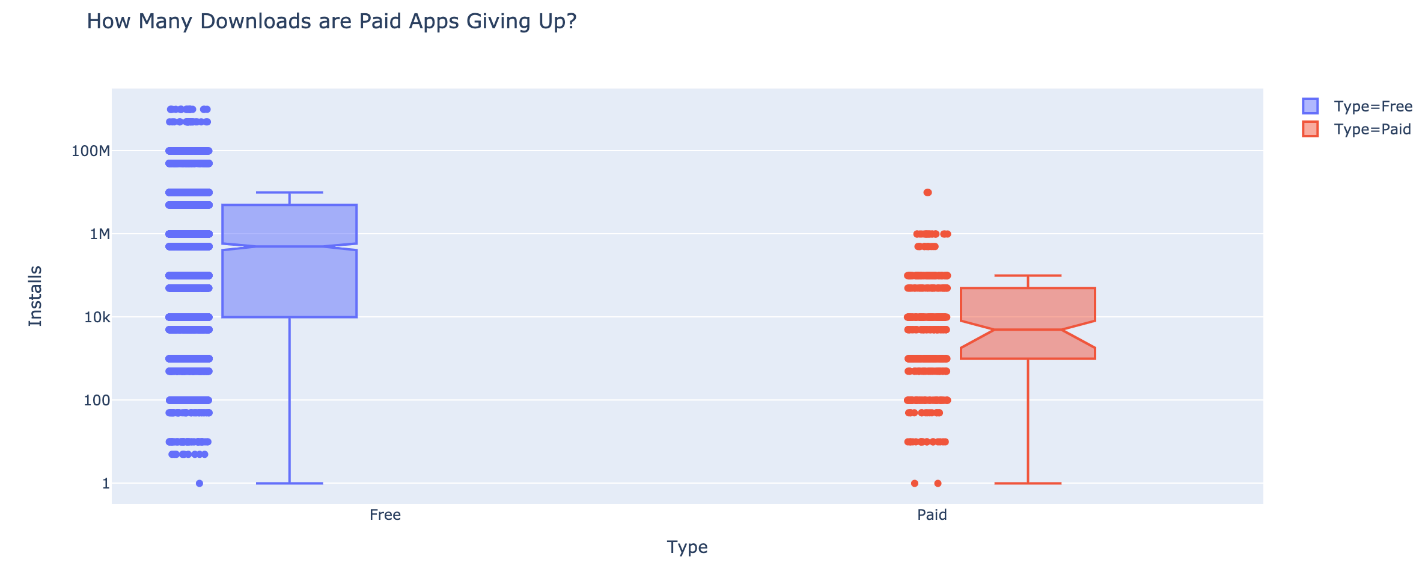 How Many Downloads are Paid Apps Giving Up?
Type=Free
Type=Paid
100M
1M
10k
100
1
Installs
Free
Paid
Type